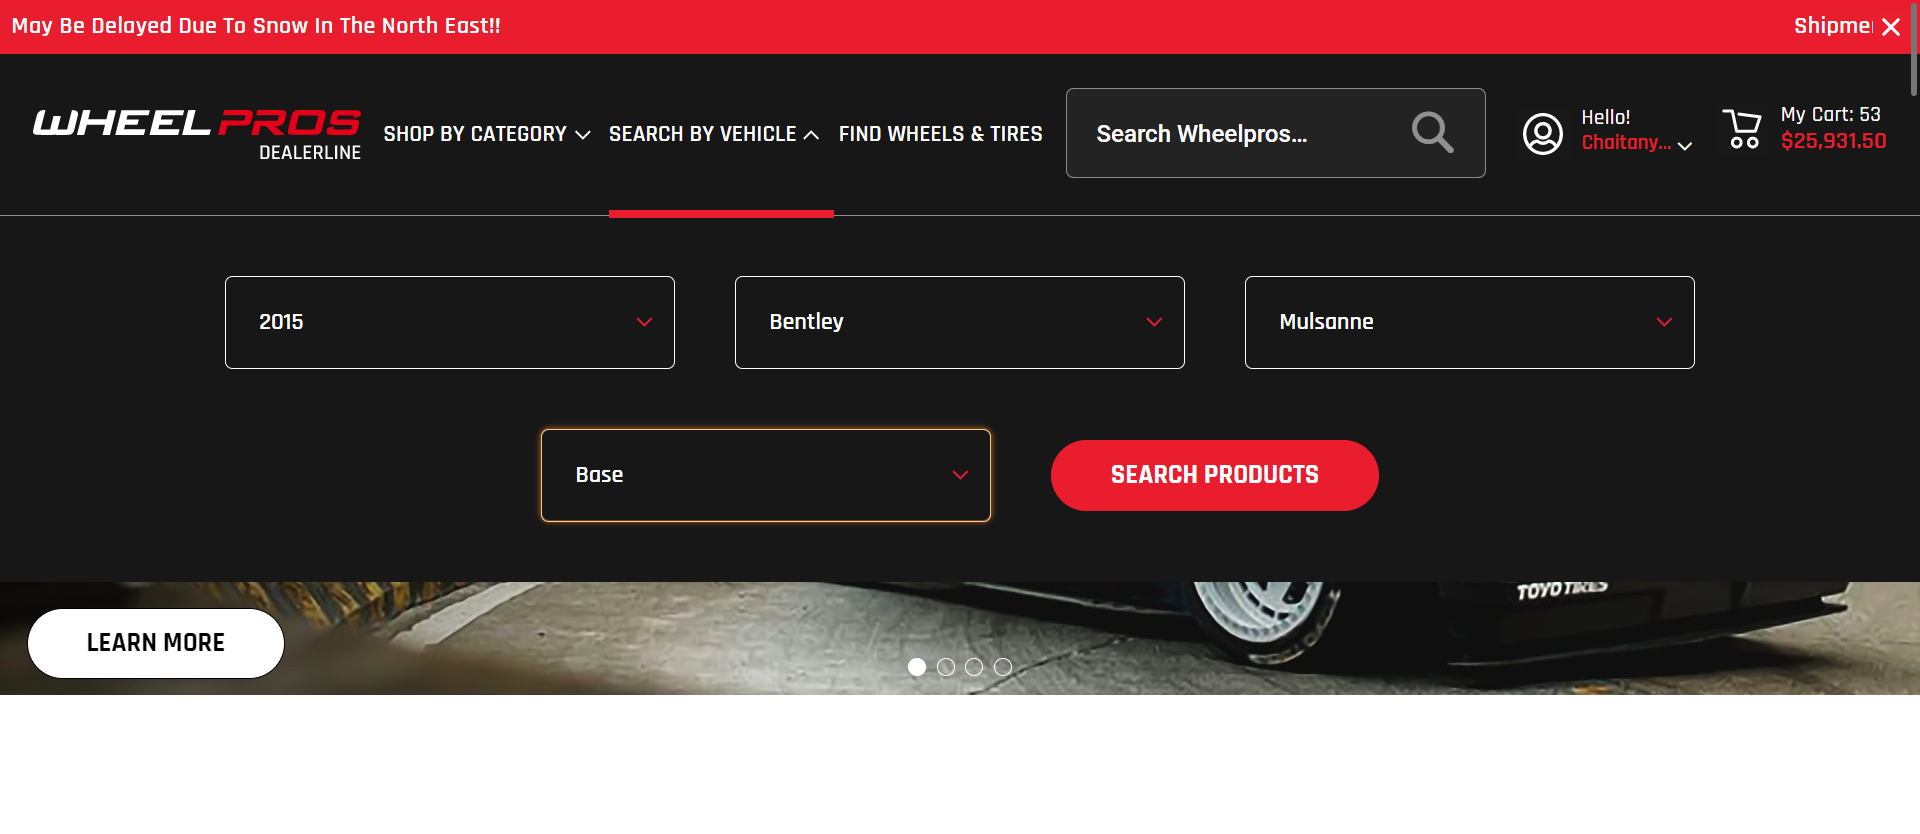 May Be Delayed Due To Snow In The North East!!
WHEEL PROS
DEALERLINE
SHOP BY CATEGORY
SEARCH BY VEHICLE
FIND WHEELS & TIRES
Search Wheelpros...
Hello!
Chaitany...
My Cart: 53
$25,931.50
2015
Bentley
Mulsanne
Base
SEARCH PRODUCTS
TOYO TIRES
LEARN MORE